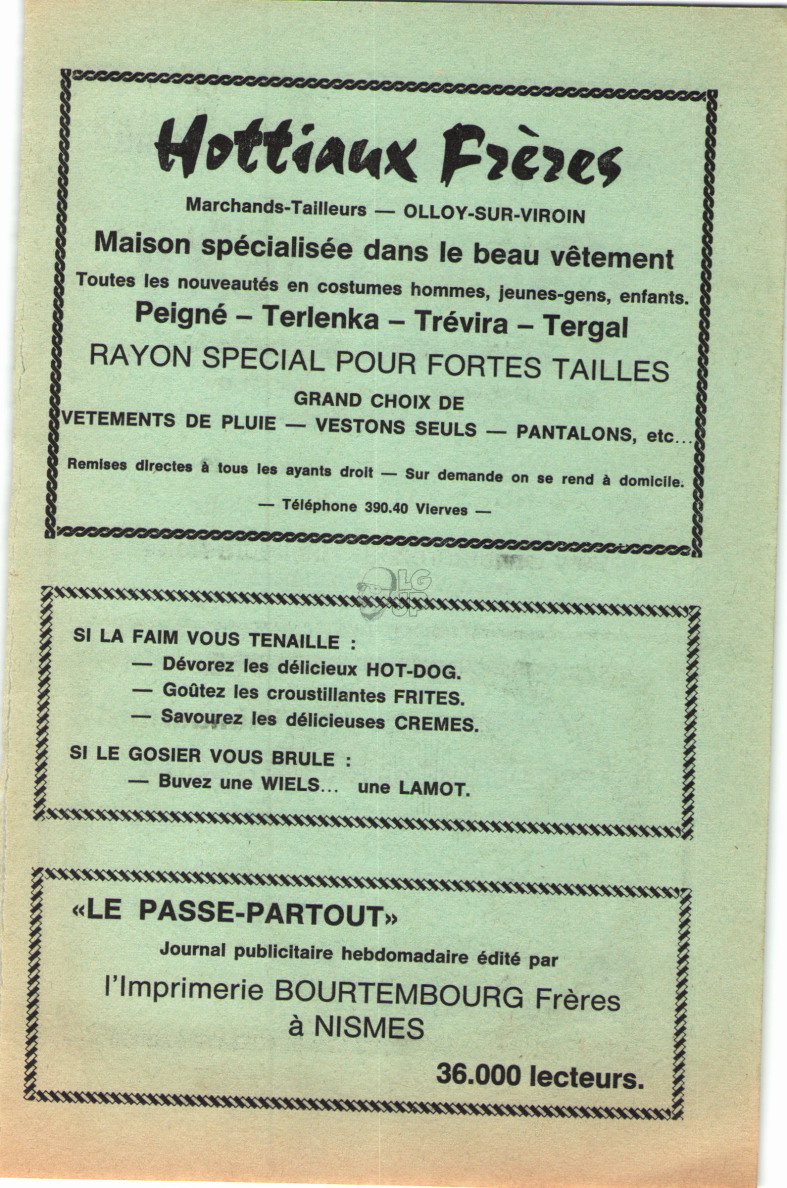 Hottiaux Frères
Marchands-Tailleurs — OLLOY-SUR-VIROIN
Maison spécialisée dans le beau vêtement
Toutes les nouveautés en costumes hommes, jeunes-gens, enfants.
Peigné – Terlenka – Trévira – Tergal
RAYON SPECIAL POUR FORTES TAILLES
GRAND CHOIX DE
VETEMENTS DE PLUIE — VESTONS SEULS — PANTALONS, etc...
Remises directes à tous les ayants droit — Sur demande on se rend à domicile.
— Téléphone 390.40 Vierves —
LG
UP
SI LA FAIM VOUS TENAILLE :
— Dévorez les délicieux HOT-DOG.
— Goûtez les croustillantes FRITES.
— Savourez les délicieuses CREMES.
SI LE GOSIER VOUS BRULE :
— Buvez une WIELS... une LAMOT.
«LE PASSE-PARTOUT»
Journal publicitaire hebdomadaire édité par
l'Imprimerie BOURTEMBOURG Frères
à NISMES
36.000 lecteurs.